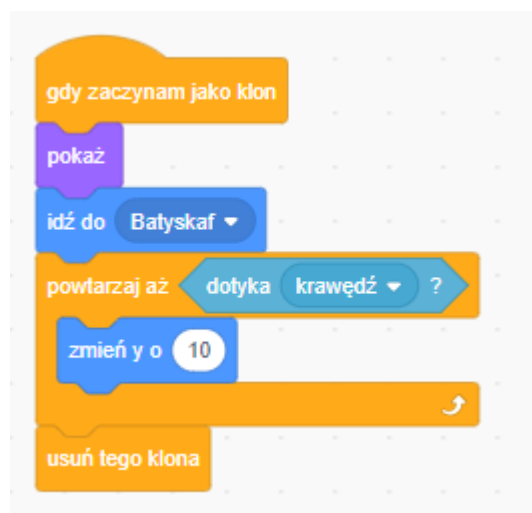 gdy zaczynam jako klon
pokaż
idź do Batyskaf
powtarzaj aż dotyka krawędź ?
zmień y o 10
usuń tego klona